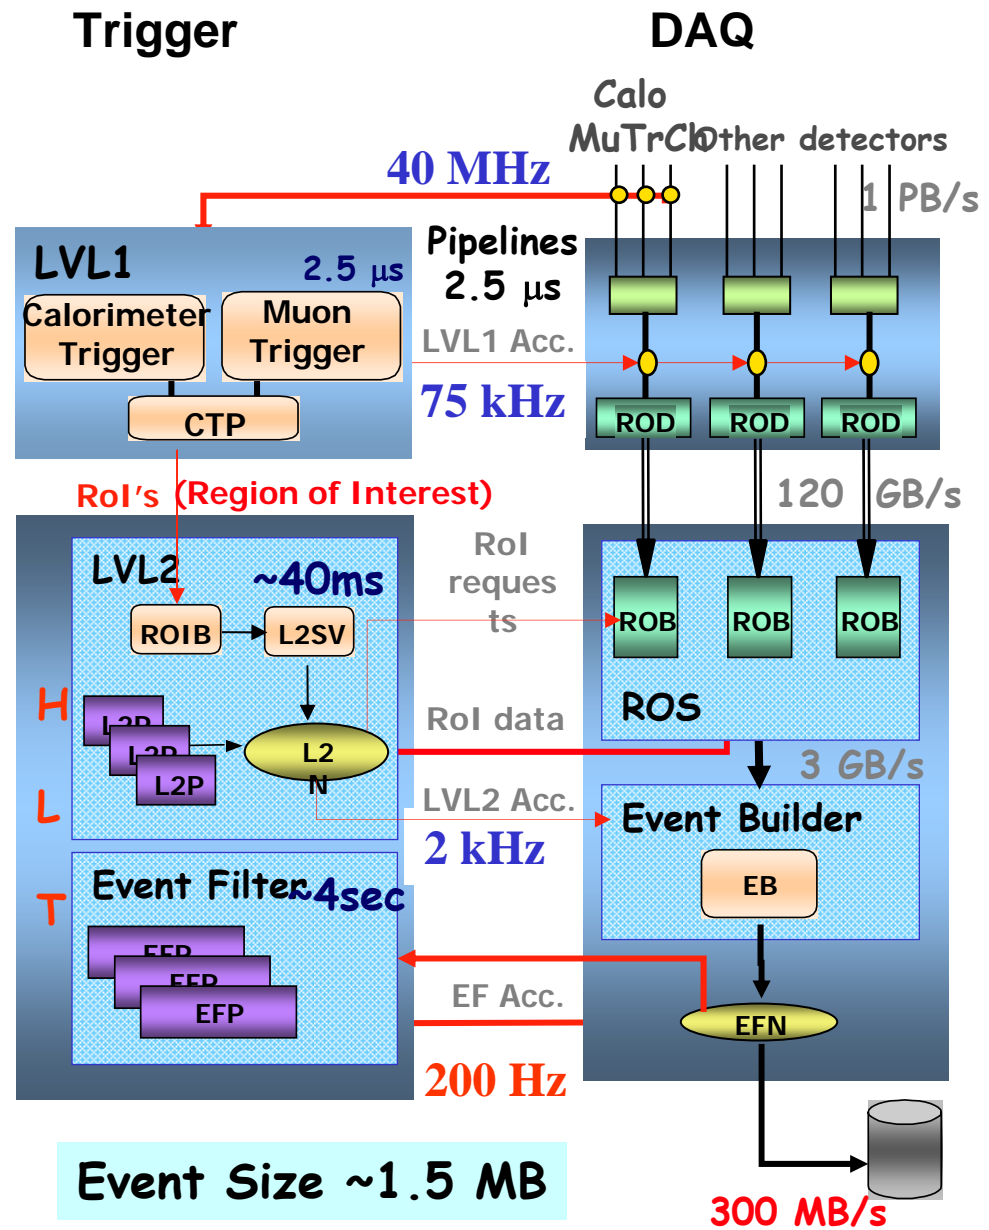 Trigger
DAQ
Calo
MuTrCh
Other detectors
40 MHz
1 PB/s
LVL1
2.5 μs
Pipelines
2.5 μs
Calorimeter
Trigger
Muon
Trigger
LVL1 Acc.
75 kHz
CTP
ROD
ROD
ROD
RoI's (Region of Interest)
120 GB/s
LVL2
~40ms
RoI
reques
ts
ROIB
L2SV
ROB
ROB
ROB
H
L
T
L2P
L2P
L2P
L2
N
RoI data
ROS
3 GB/s
LVL2 Acc.
2 kHz
Event Builder
EB
Event Filter
~4sec
EFP
EFP
EFP
EF Acc.
EFN
200 Hz
Event Size ~1.5 MB
300 MB/s